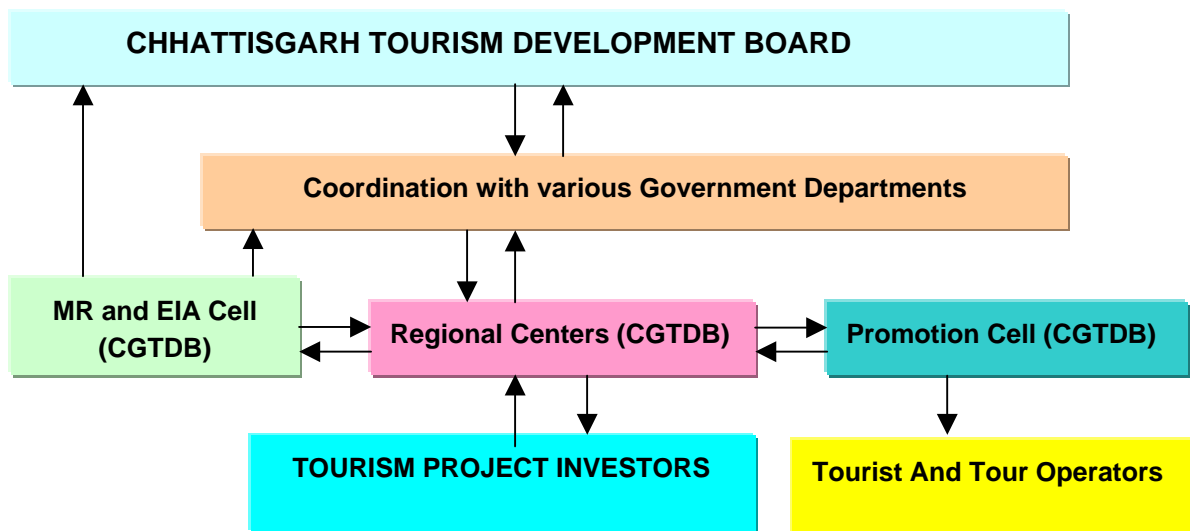 CHHATTISGARH TOURISM DEVELOPMENT BOARD
Coordination with various Government Departments
MR and EIA Cell
(CGTDB)
Regional Centers (CGTDB)
Promotion Cell (CGTDB)
TOURISM PROJECT INVESTORS
Tourist And Tour Operators